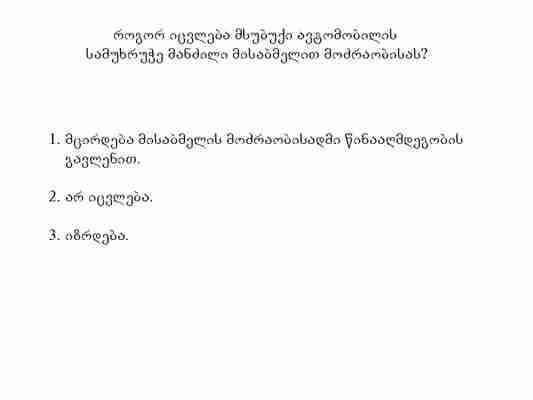 როგორ იცვლება მსუბუქი ავტომობილის
სამუხრუჭე მანძილი მისაბმელით მოძრაობისას?
1. მცირდება მისაბმელის მოძრაობისადმი წინააღმდეგობის
გავლენით.
2. არ იცვლება.
3. იზრდება.